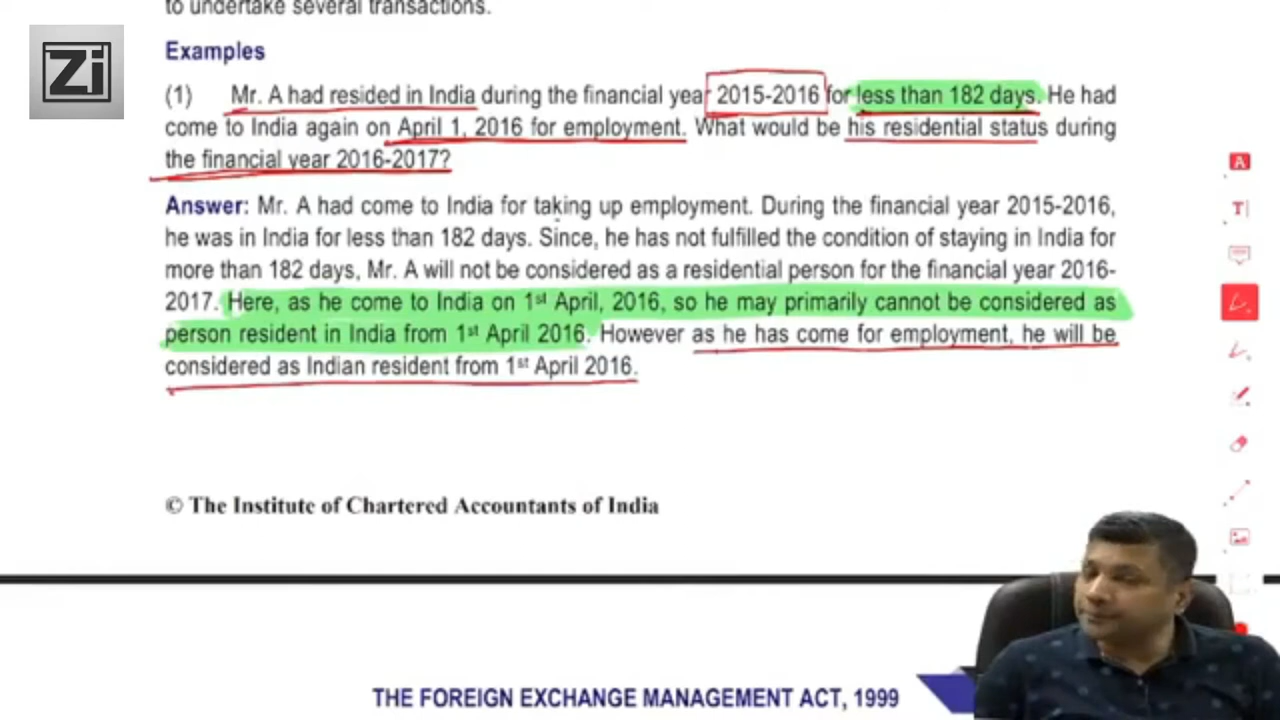 to undertake several transactions.
Zi
Examples
(1) Mr. A had resided in India during the financial year 2015-2016 for less than 182 days. He had
come to India again on April 1, 2016 for employment. What would be his residential status during
the financial year 2016-2017?
Answer: Mr. A had come to India for taking up employment. During the financial year 2015-2016,
he was in India for less than 182 days. Since, he has not fulfilled the condition of staying in India for
more than 182 days, Mr. A will not be considered as a residential person for the financial year 2016-
2017. Here, as he come to India on 1st April, 2016, so he may primarily cannot be considered as
person resident in India from 1st April 2016. However as he has come for employment, he will be
considered as Indian resident from 1st April 2016.
A
T
© The Institute of Chartered Accountants of India
THE FOREIGN EXCHANGE MANAGEMENT ACT, 1999